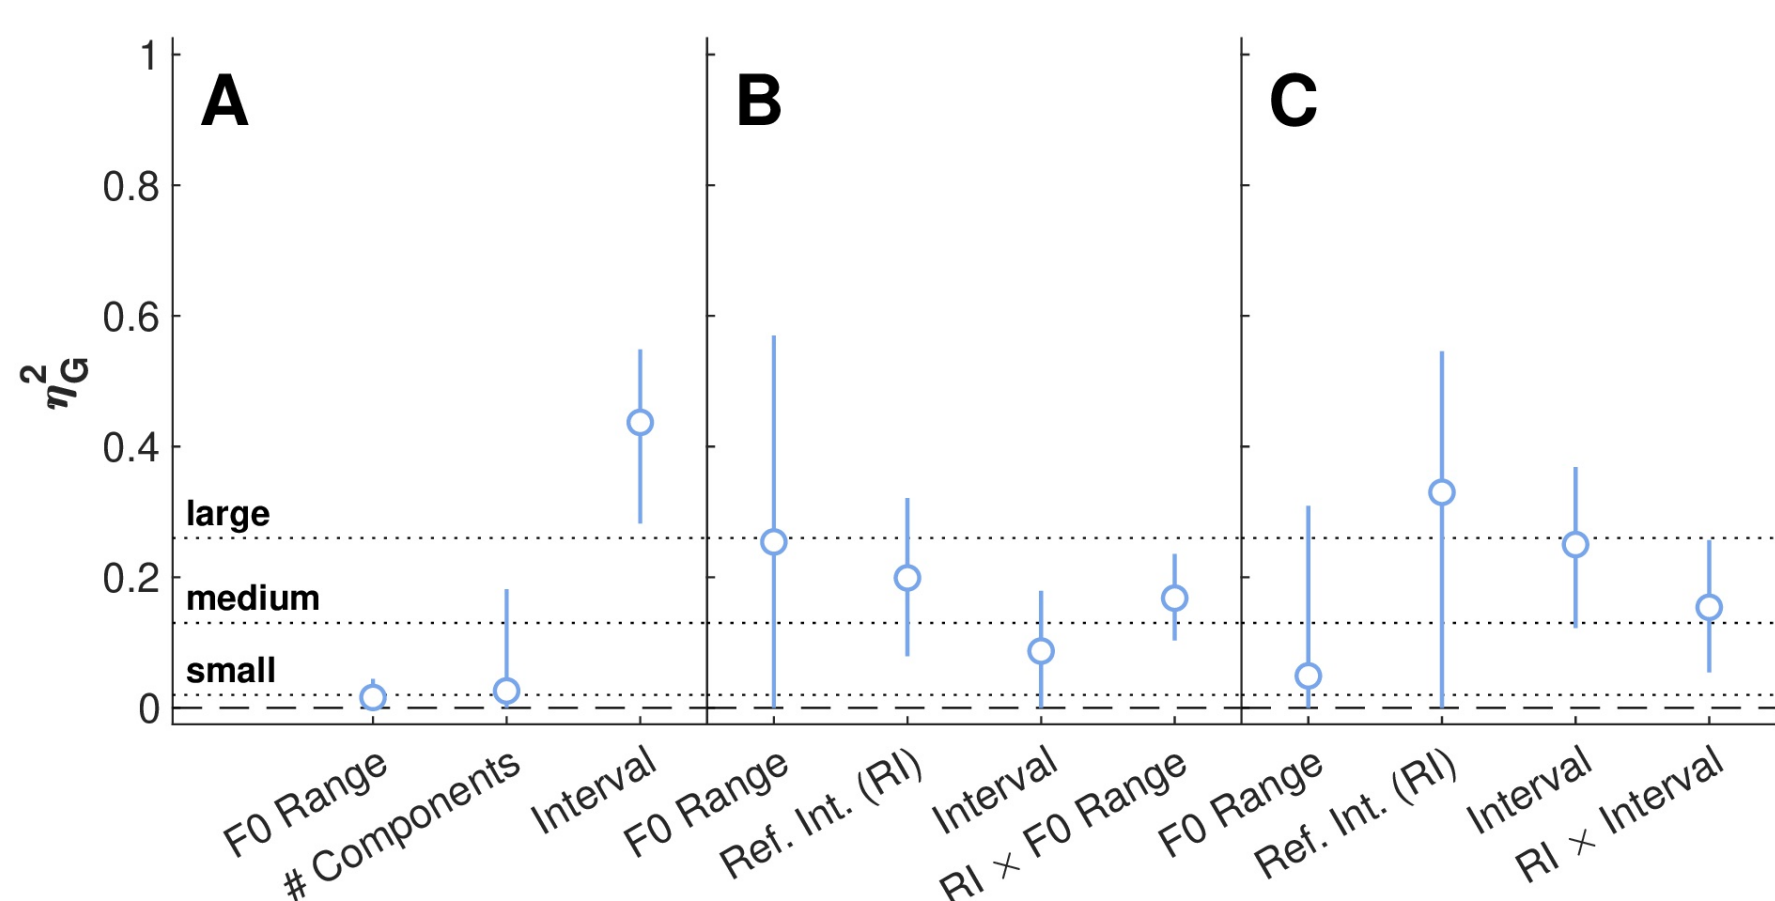 A
B
C
1
0.8
0.6
0.4
0.2
0
η²G
large
medium
small
F0 Range
# Components
Interval
F0 Range
Ref. Int. (RI)
Interval
RI × F0 Range
F0 Range
Ref. Int. (RI)
Interval
RI × Interval